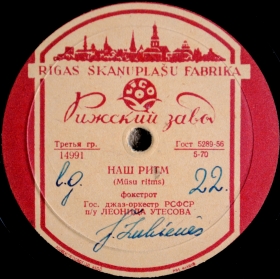 RĪGAS SKAŅUPLAŠU FABRIKA
Рижский завод
Третья гр.
14991
Гост 5289-56
5-70
НАШ РИТМ
(Mūsu ritms)
фокстрот
Гос. джаз-оркестр РСФСР
п/у ЛЕОНИДА УТЕСОВА
22.